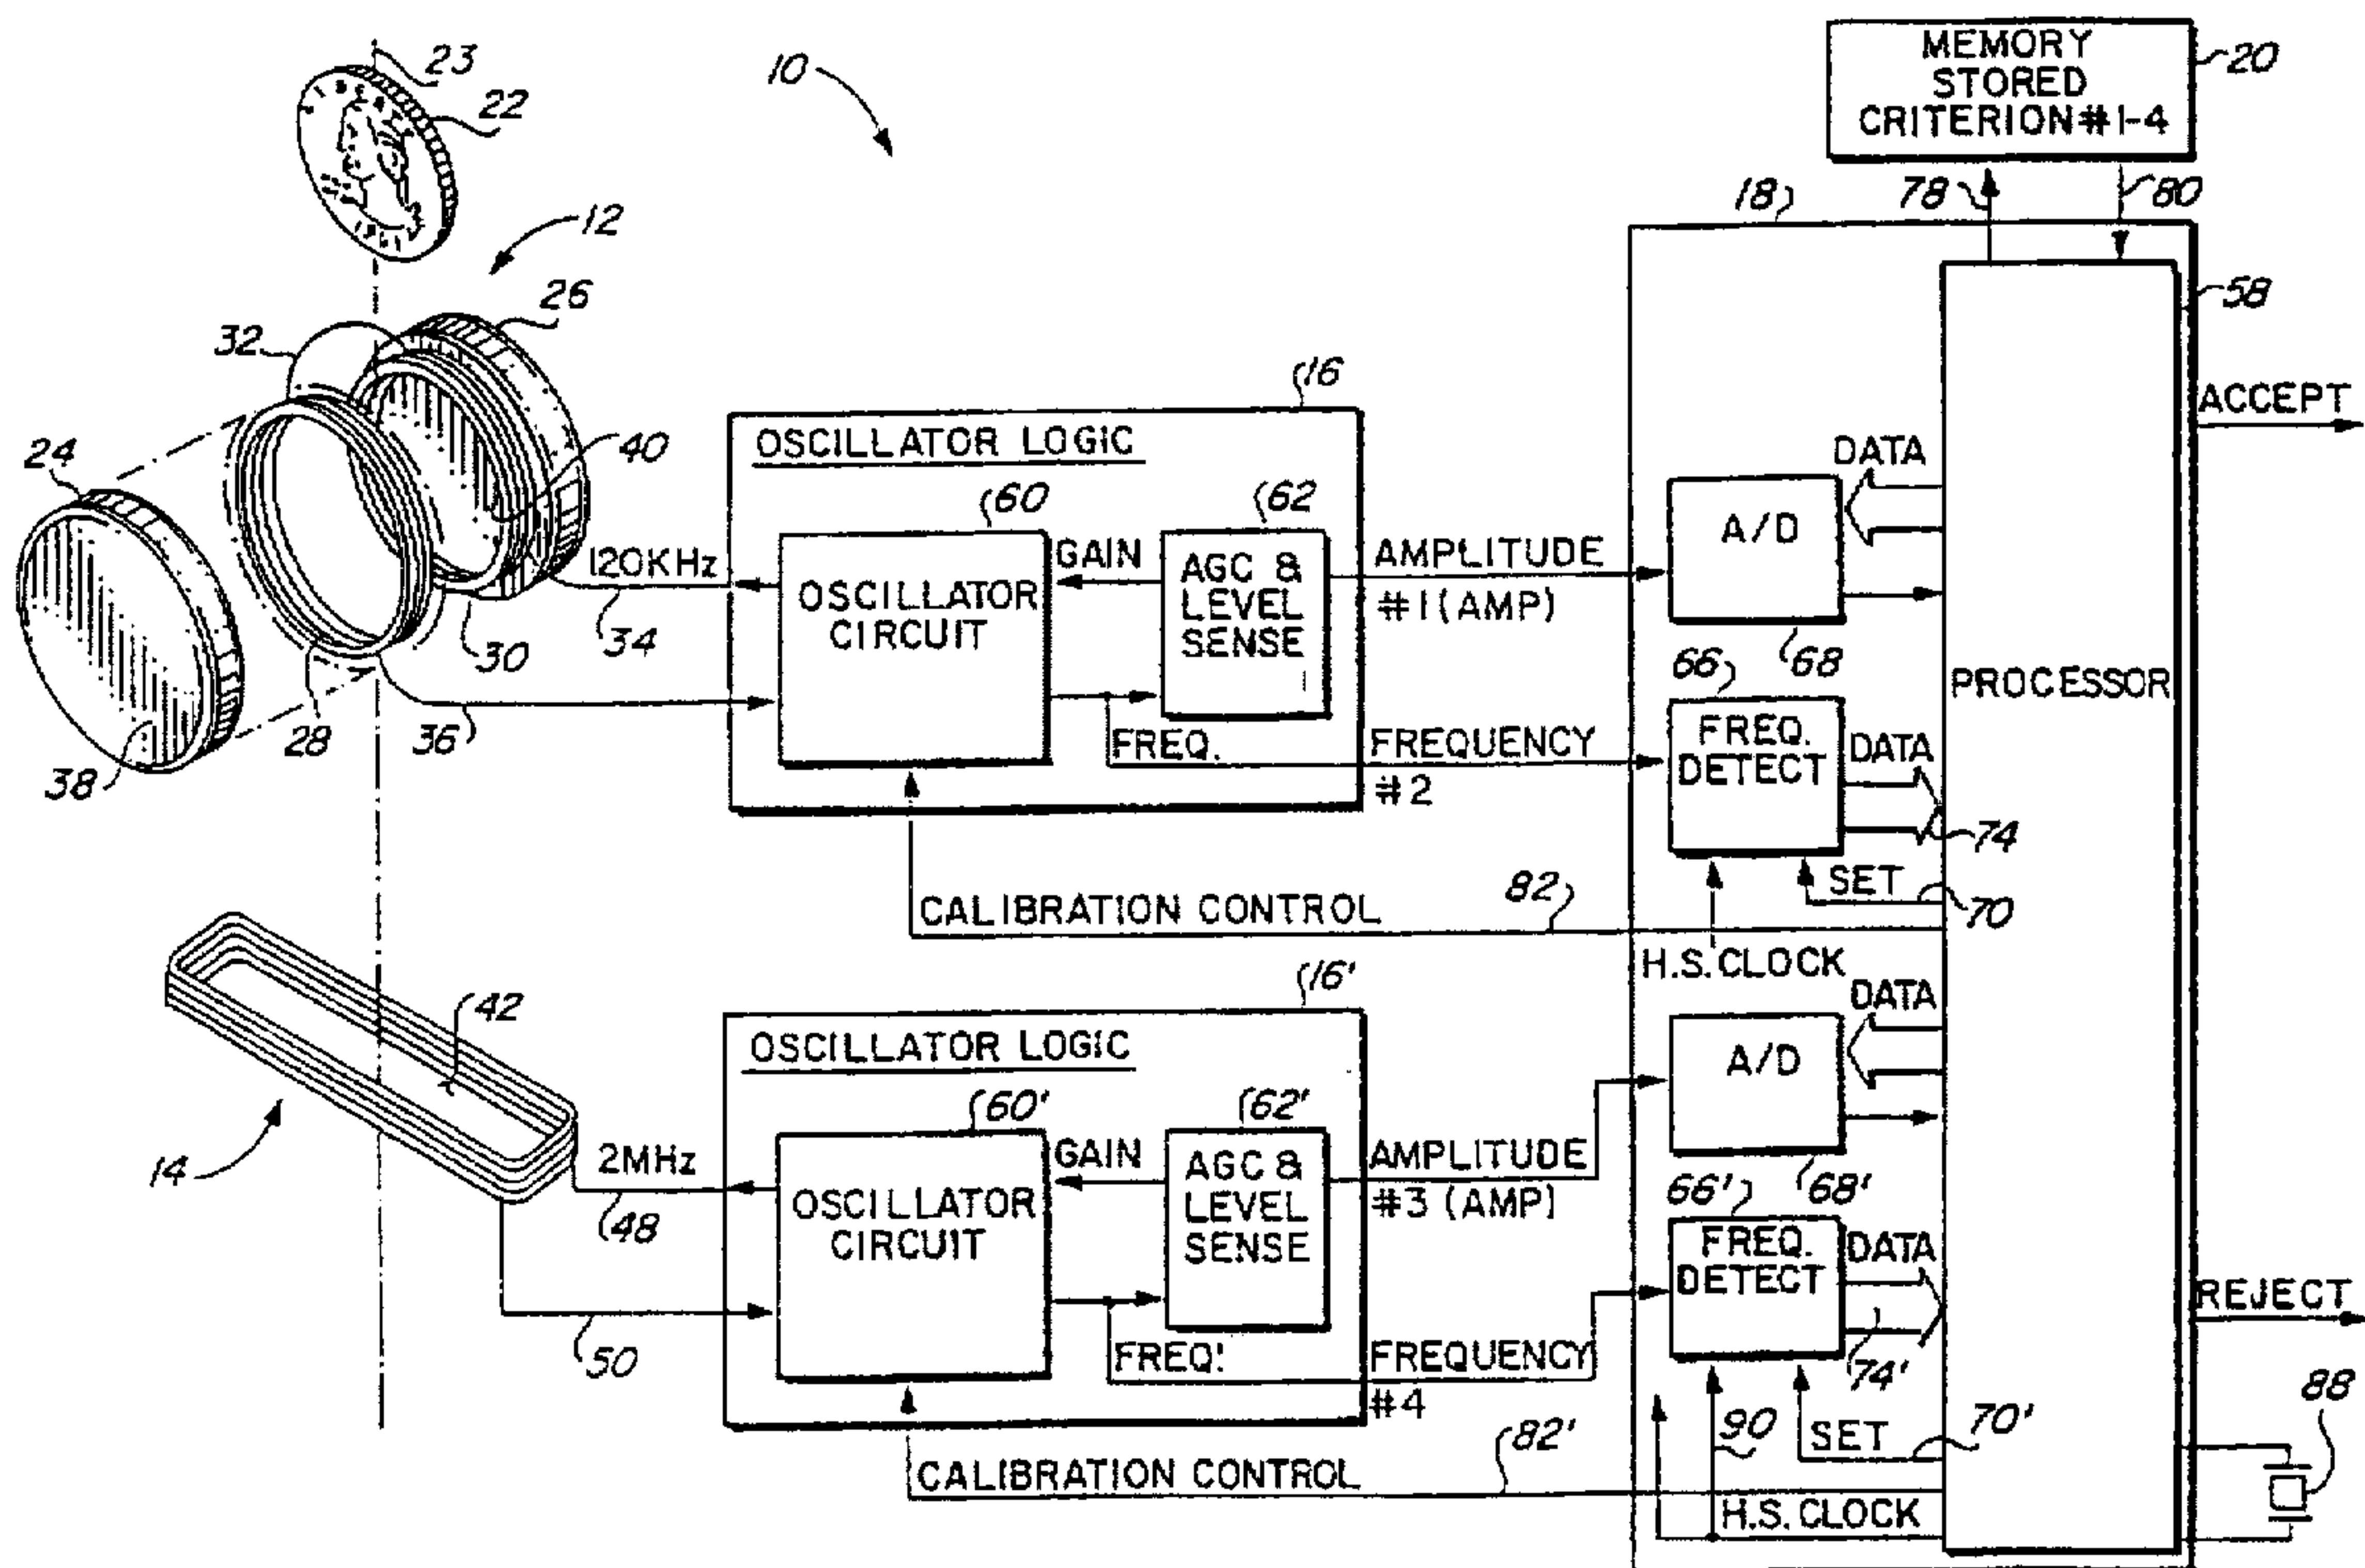 23
22
10
MEMORY
STORED
CRITERION #1-4
20
12
18
78
80
26
58
32
16
ACCEPT
OSCILLATOR LOGIC
40
DATA
24
60
62
A/D
120KHz
GAIN
AGC &
LEVEL
SENSE
AMPLITUDE
#1 (AMP)
OSCILLATOR
CIRCUIT
34
30
66
68
PROCESSOR
28
36
38
FREQ.
FREQUENCY
#2
FREQ.
DETECT
DATA
74
SET
70
82
CALIBRATION CONTROL
H.S. CLOCK
16'
DATA
42
OSCILLATOR LOGIC
A/D
60'
62'
14
2MHz
GAIN
AGC &
LEVEL
SENSE
AMPLITUDE
#3 (AMP)
66'
68'
48
OSCILLATOR
CIRCUIT
FREQ.
DETECT
DATA
REJECT
50
FREQ!
FREQUENCY
#4
74'
88
90
SET
70'
82'
CALIBRATION CONTROL
H.S. CLOCK